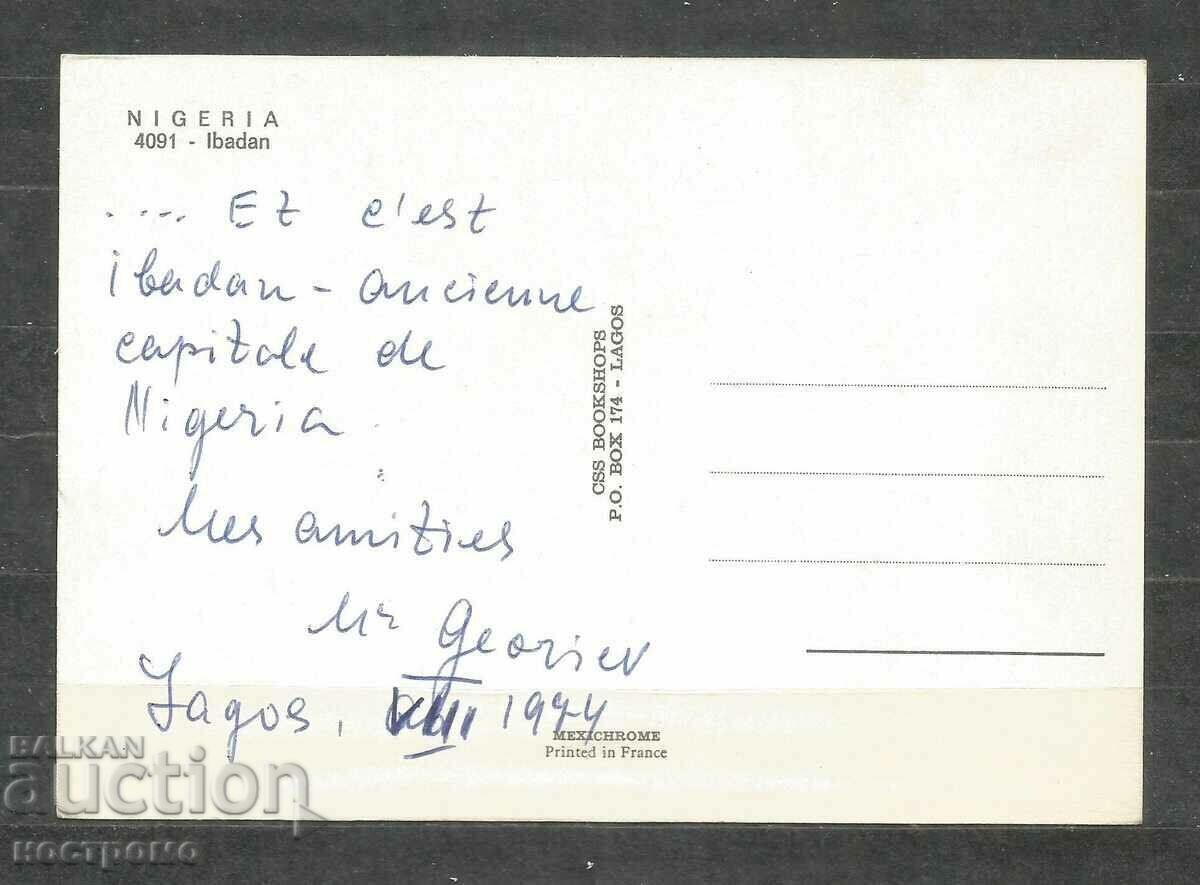 NIGERIA
4091 - Ibadan
.... Et c'est
Ibadan - ancienne
capitale de
Nigeria.
Mes amities
Mr Georiev
Lagos, VIII 1974
CSS BOOKSHOPS
P.O. BOX 174 - LAGOS
MEXICHROME
Printed in France
BALKAN
auction
ностромо